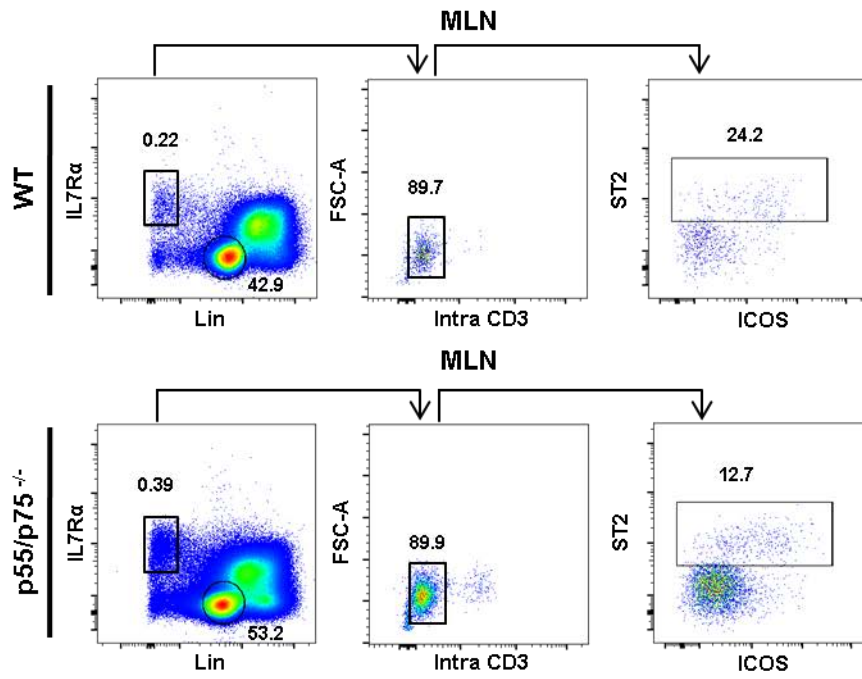 MLN
WT
0.22
IL7Rα
42.9
Lin
89.7
FSC-A
Intra CD3
24.2
ST2
ICOS
MLN
p55/p75 -/-
0.39
IL7Rα
53.2
Lin
89.9
FSC-A
Intra CD3
12.7
ST2
ICOS